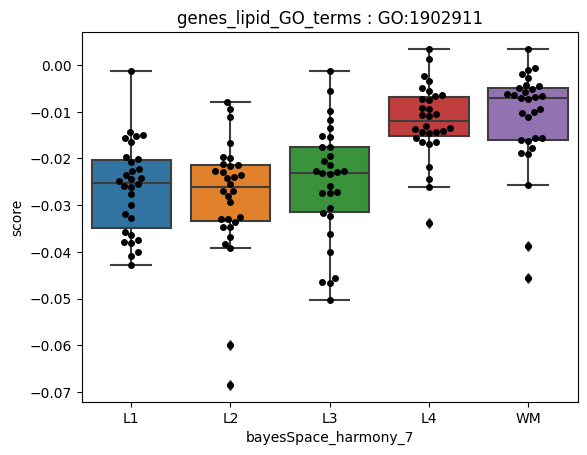 genes_lipid_GO_terms : GO:1902911
0.00
−0.01
−0.02
−0.03
−0.04
−0.05
−0.06
−0.07
score
L1 L2 L3 L4 WM
bayesSpace_harmony_7